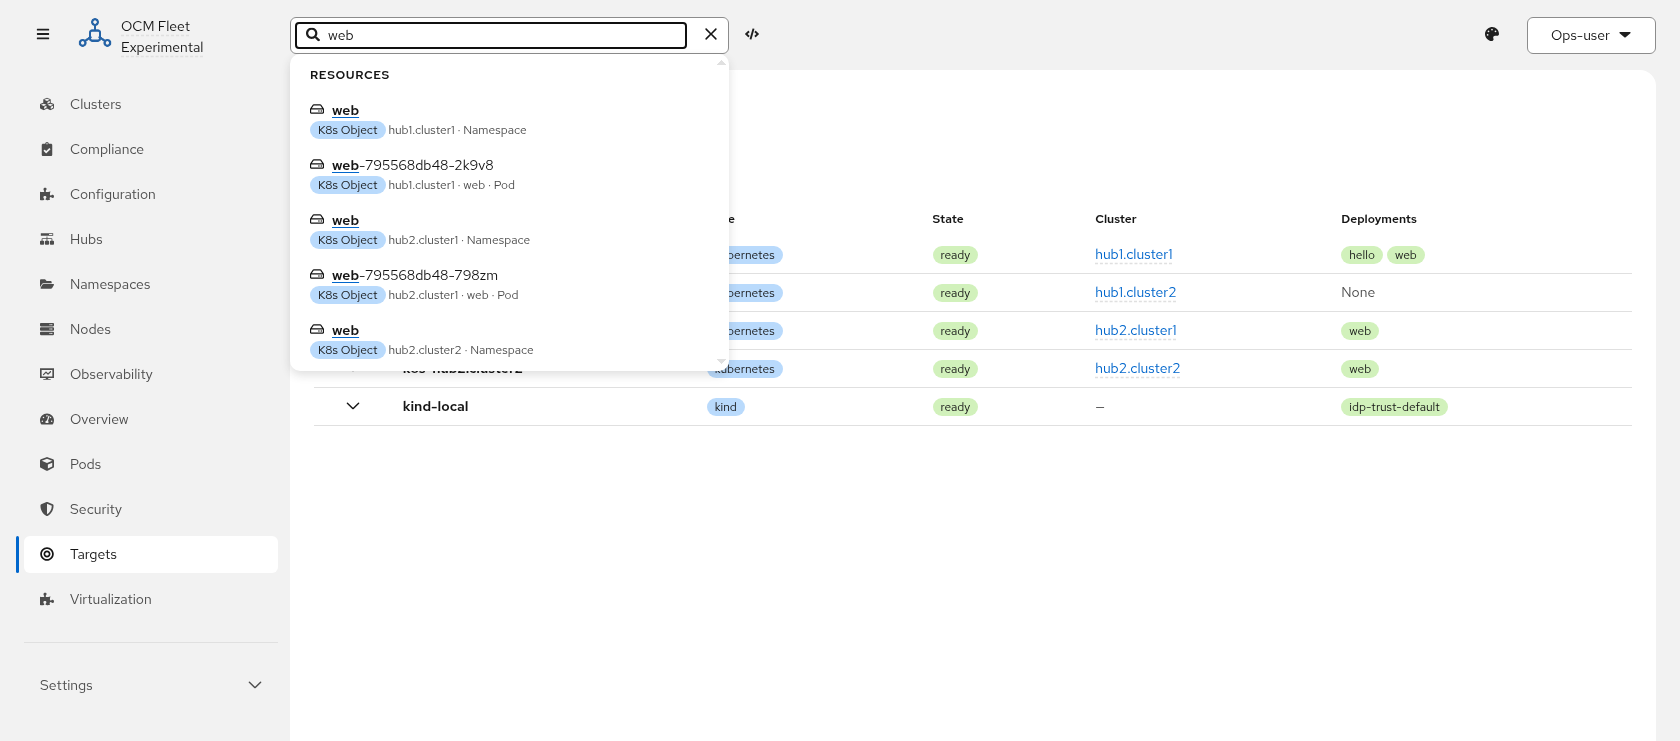 OCM Fleet
Experimental
web
Ops-user
Clusters
Compliance
Configuration
Hubs
Namespaces
Nodes
Observability
Overview
Pods
Security
Targets
Virtualization
Settings
RESOURCES
web
K8s Object hub1.cluster1 · Namespace
web-795568db48-2k9v8
K8s Object hub1.cluster1 · web · Pod
web
K8s Object hub2.cluster1 · Namespace
web-795568db48-798zm
K8s Object hub2.cluster1 · web · Pod
web
K8s Object hub2.cluster2 · Namespace
e State Cluster Deployments
bernetes ready hub1.cluster1 hello web
bernetes ready hub1.cluster2 None
bernetes ready hub2.cluster1 web
kubernetes ready hub2.cluster2 web
kind-local kind ready – idp-trust-default